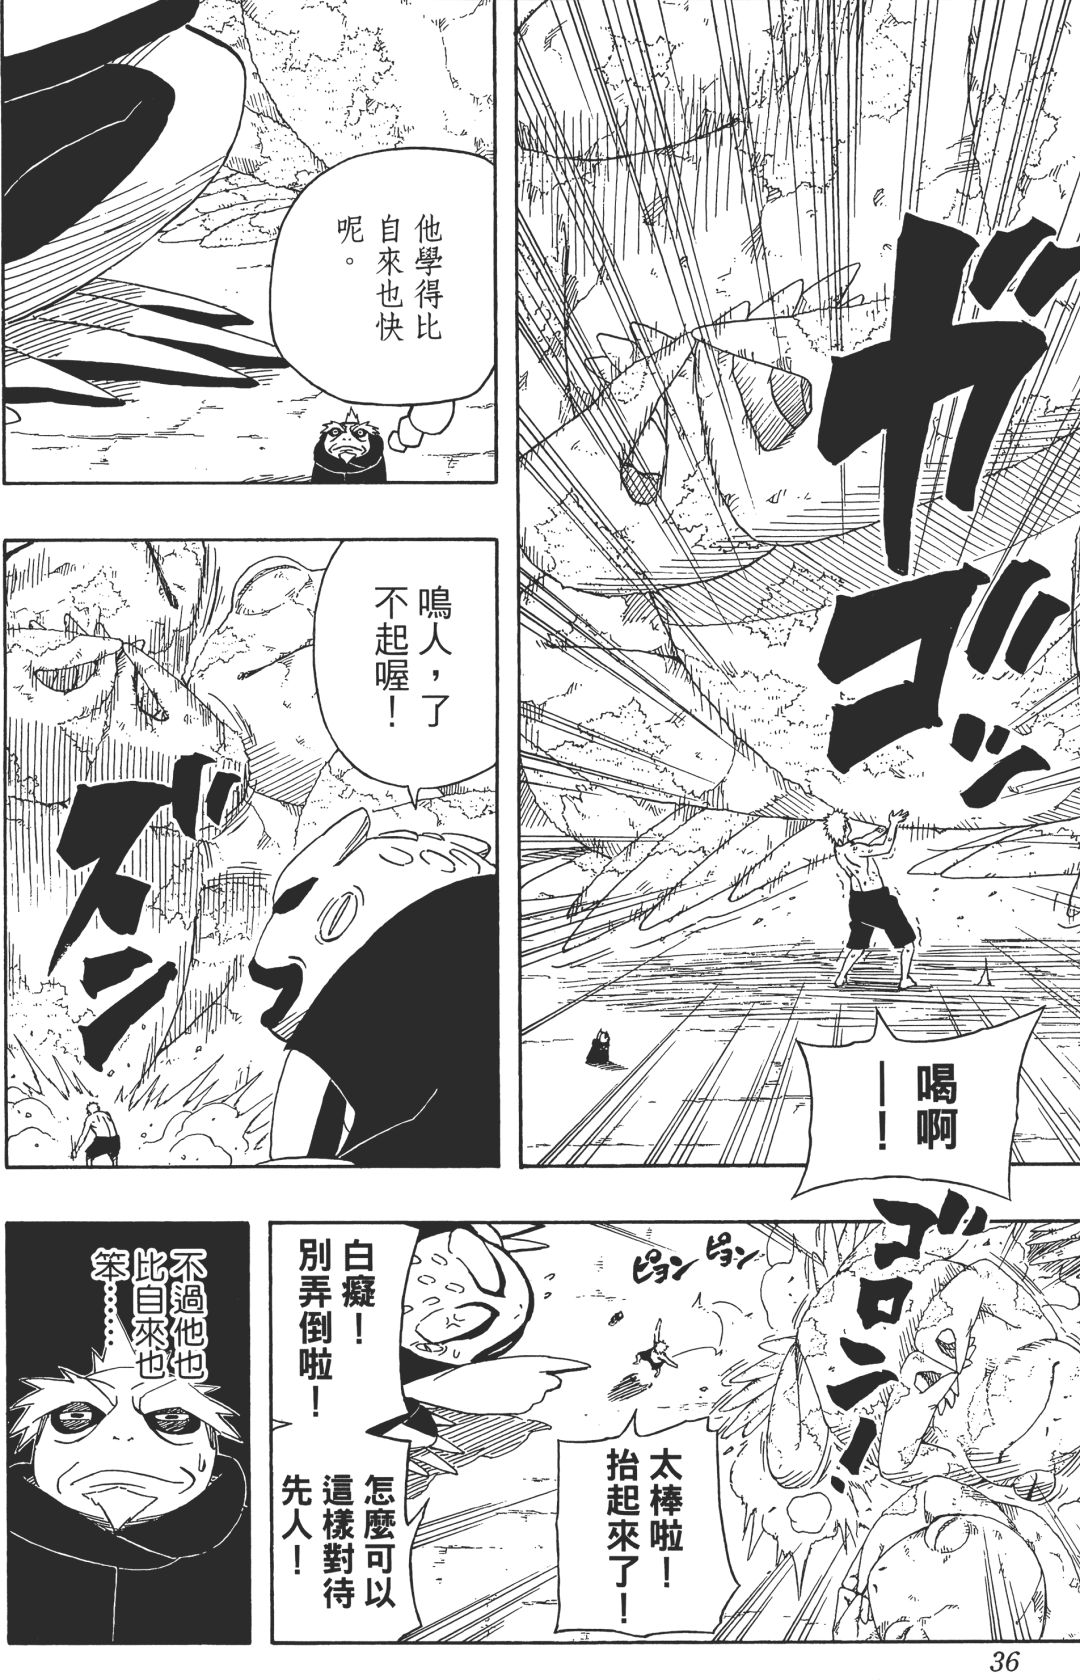 ガコッ
喝啊
——！
他學得比
自來也快
呢。
鳴人，了
不起喔！
ズズン
ゴロン…！
ピョン
ピョン
太棒啦！
抬起來了！
白癡！
別弄倒啦！
怎麼可以
這樣對待
先人！
不過他也
比自來也
笨……
36